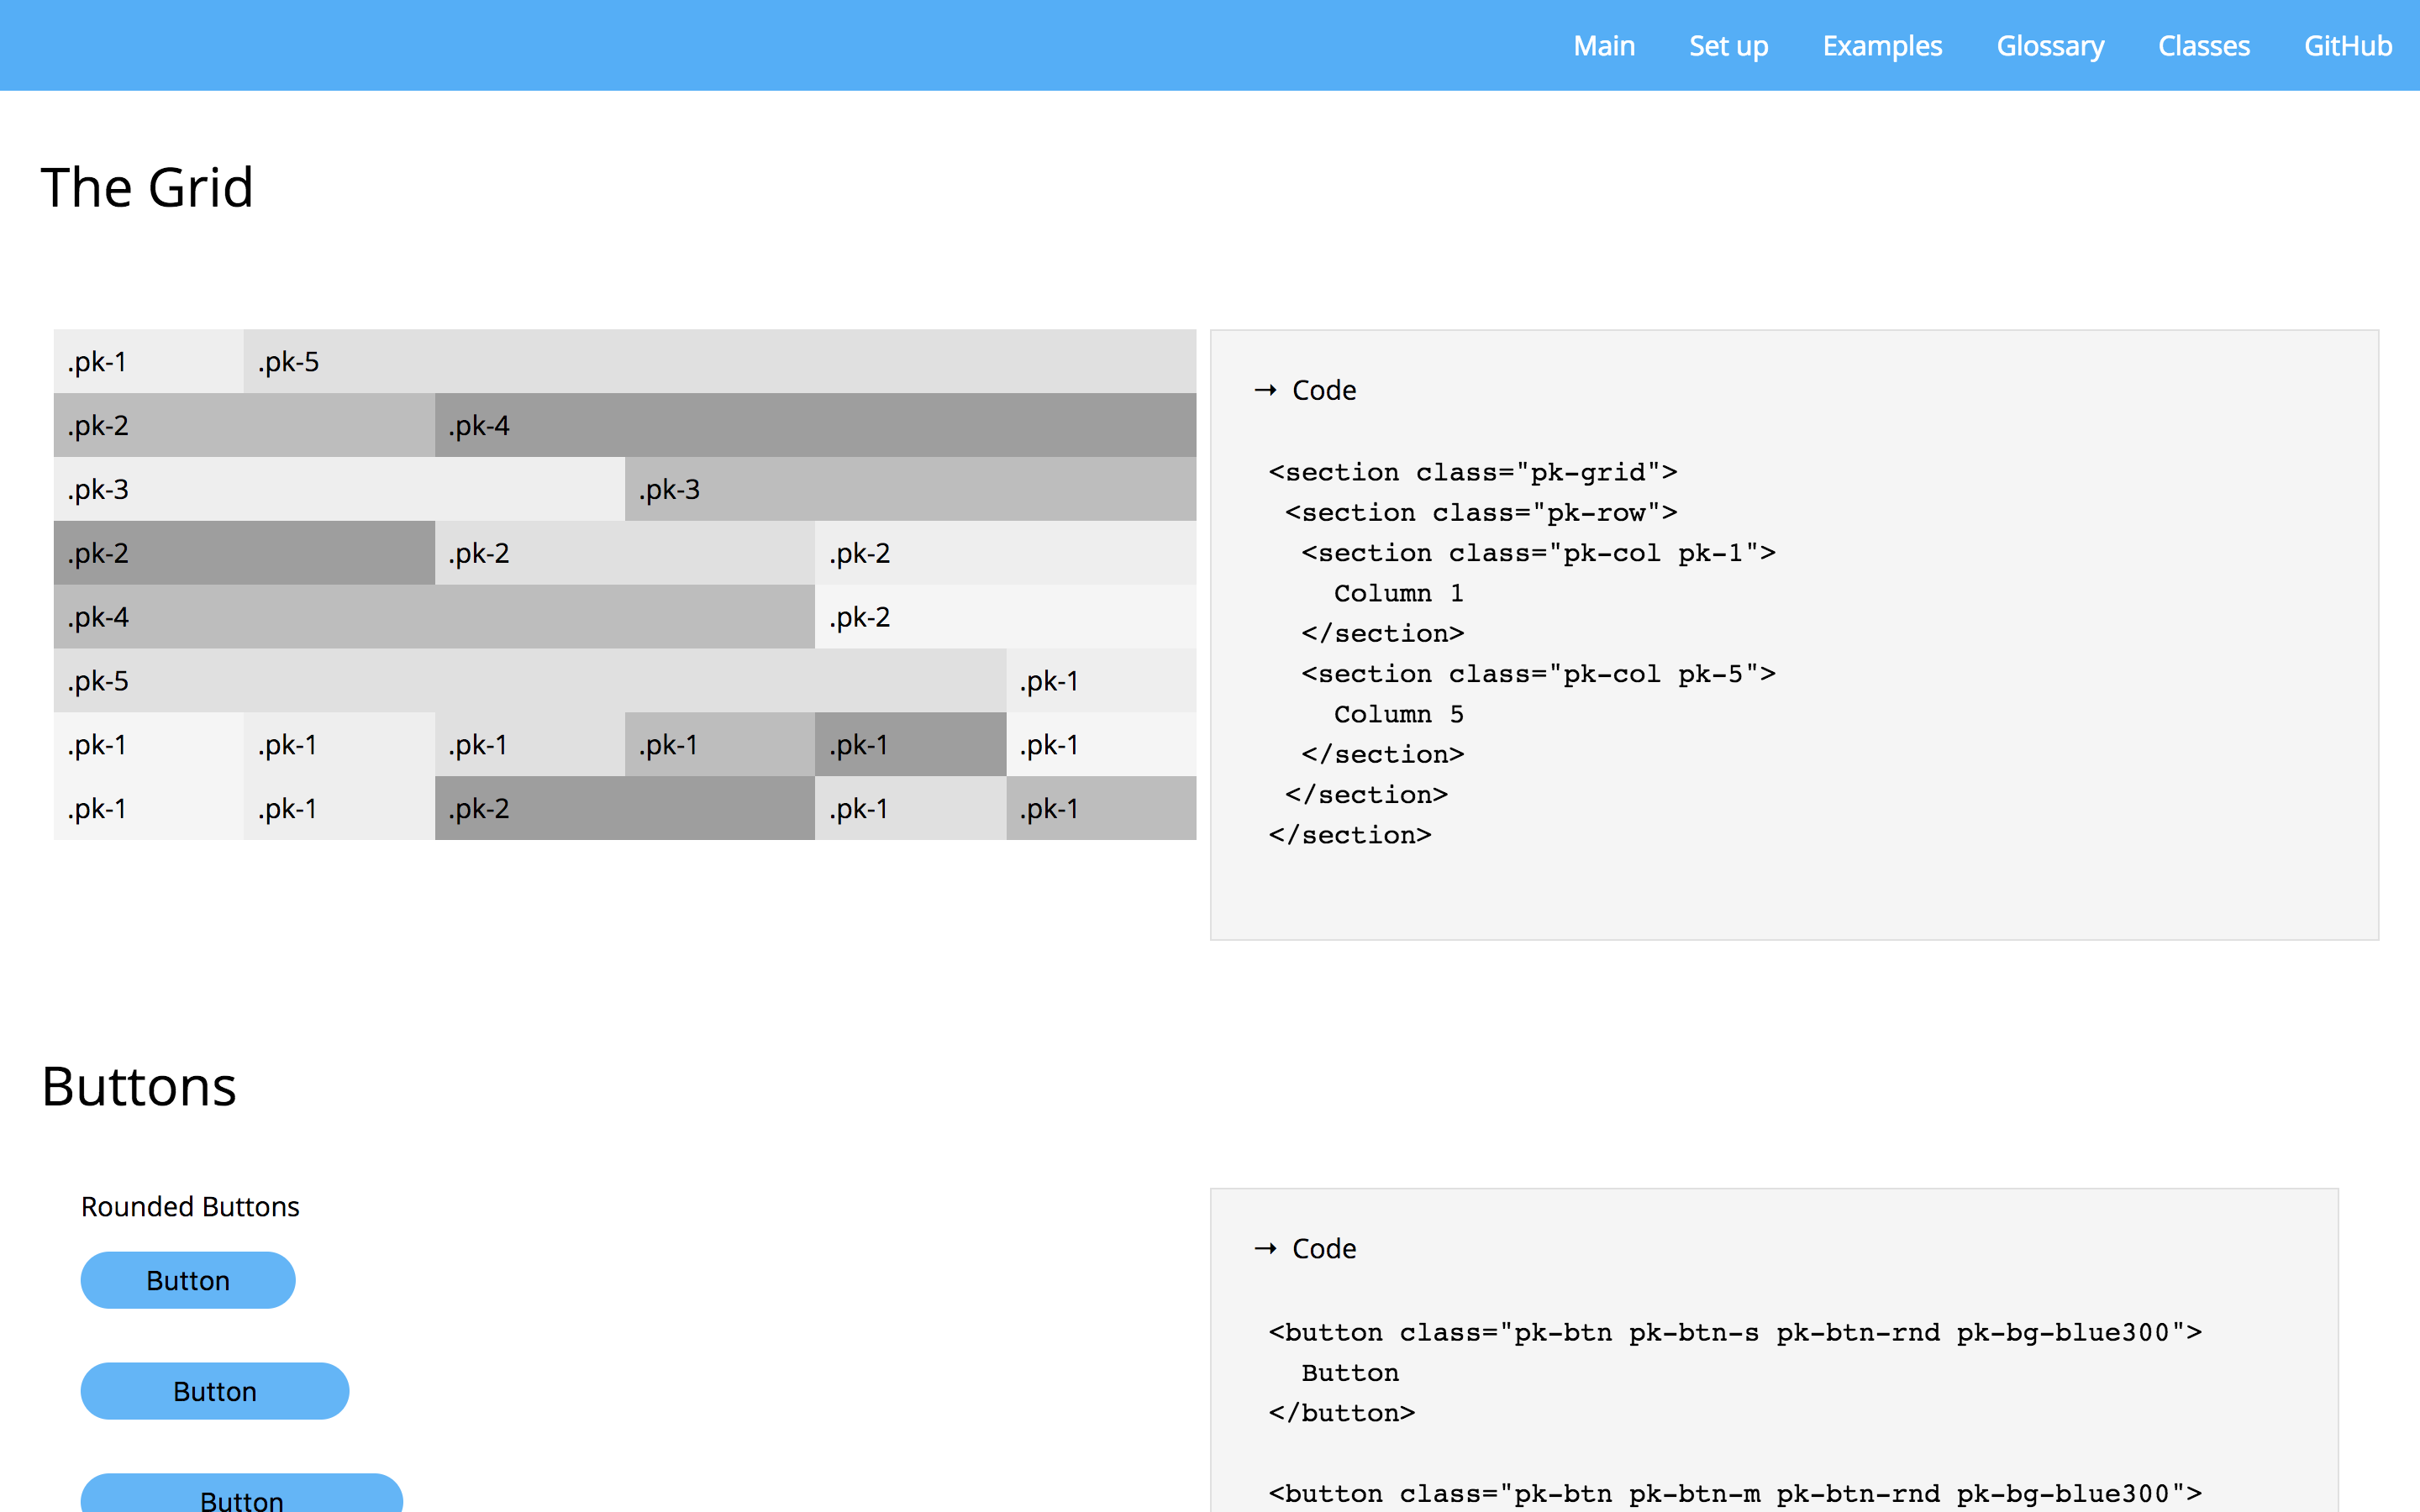 Main Set up Examples Glossary Classes GitHub
The Grid
.pk-1 .pk-5
.pk-2 .pk-4
.pk-3 .pk-3
.pk-2 .pk-2 .pk-2
.pk-4 .pk-2
.pk-5 .pk-1
.pk-1 .pk-1 .pk-1 .pk-1 .pk-1 .pk-1
.pk-1 .pk-1 .pk-2 .pk-1 .pk-1
→ Code
<section class="pk-grid">
<section class="pk-row">
<section class="pk-col pk-1">
Column 1
</section>
<section class="pk-col pk-5">
Column 5
</section>
</section>
</section>
Buttons
Rounded Buttons
Button
Button
Button
→ Code
<button class="pk-btn pk-btn-s pk-btn-rnd pk-bg-blue300">
Button
</button>
<button class="pk-btn pk-btn-m pk-btn-rnd pk-bg-blue300">